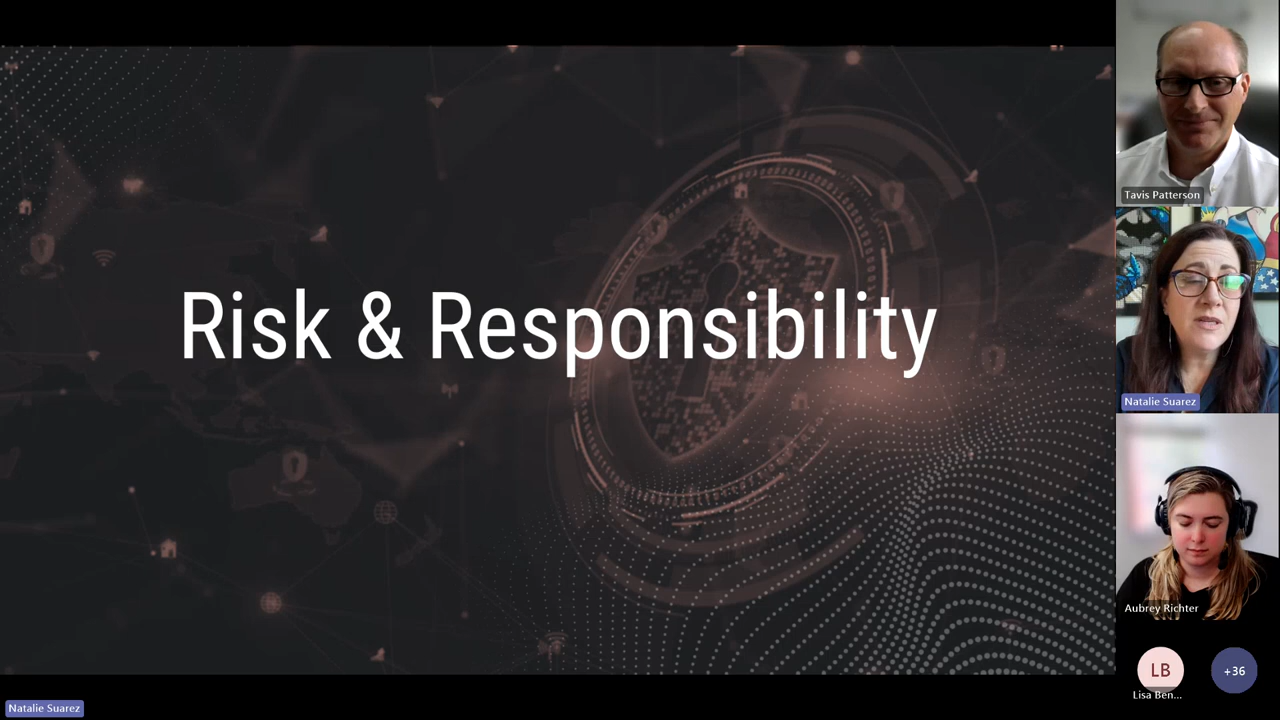 Risk & Responsibility
Tavis Patterson
Natalie Suarez
Aubrey Richter
LB
+36
Lisa Ben...
Natalie Suarez